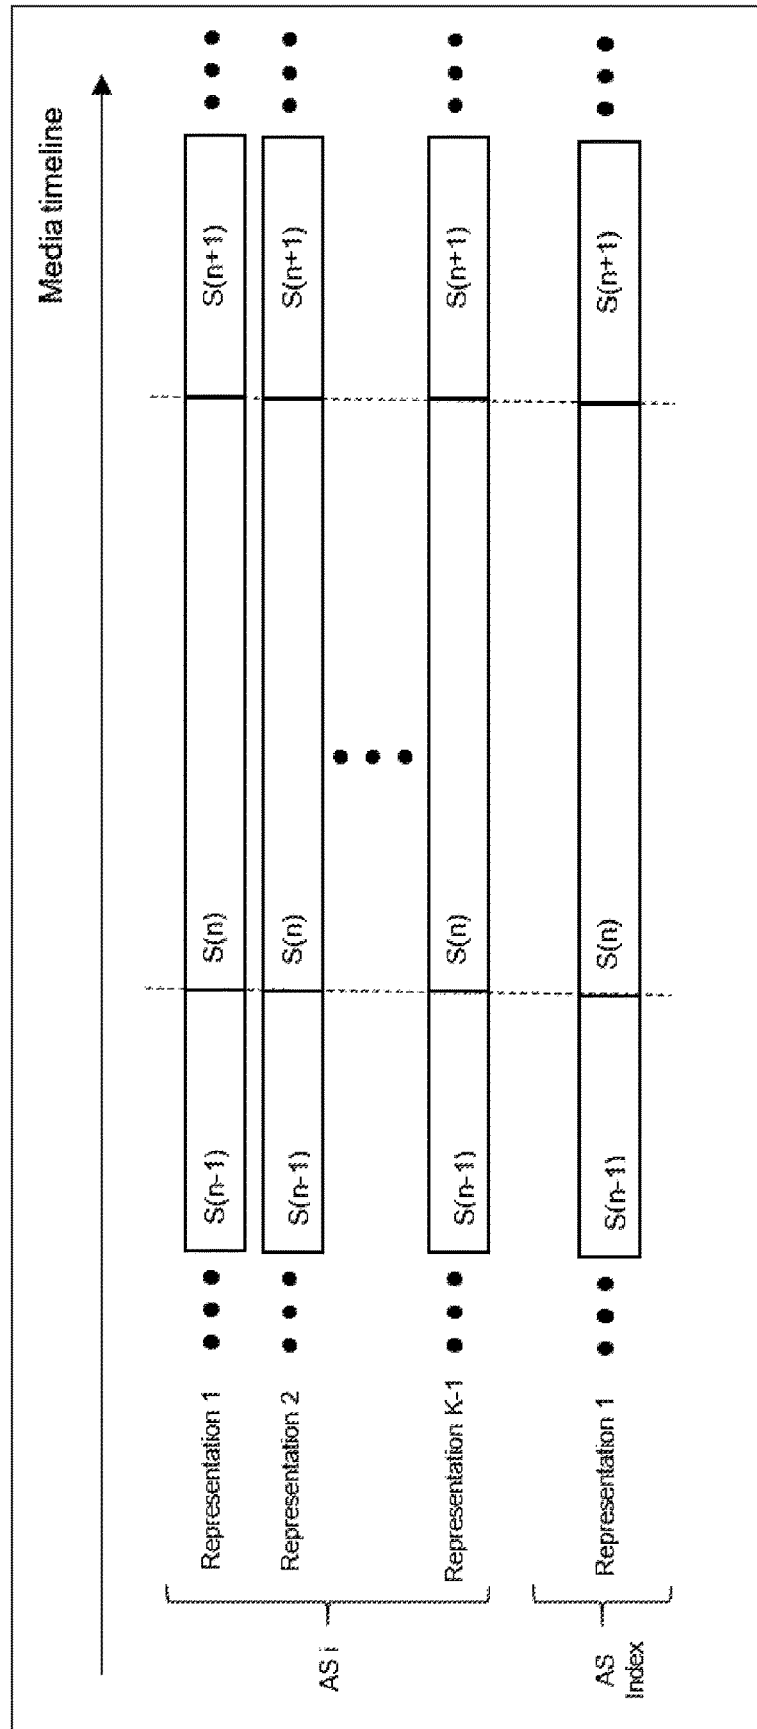 Media timeline
AS i
Representation 1
S(n-1)
S(n)
S(n+1)
Representation 2
S(n-1)
S(n)
S(n+1)
Representation K-1
S(n-1)
S(n)
S(n+1)
AS
Index
Representation 1
S(n-1)
S(n)
S(n+1)